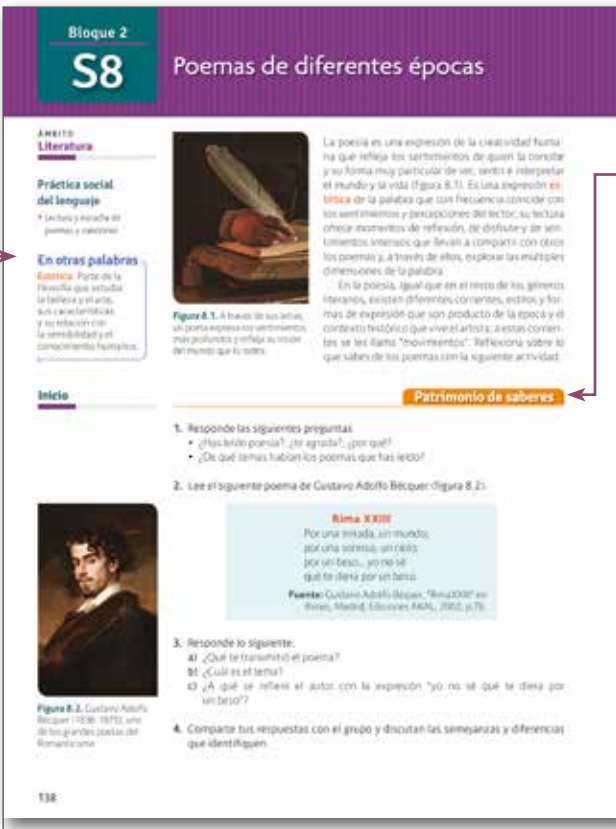 Bloque 2
S8
Poemas de diferentes épocas
ÁMBITO
Literatura
Práctica social
del lenguaje
• Lectura y escucha de
poemas y canciones
En otras palabras
Estética. Parte de la
filosofía que estudia
la belleza y el arte,
sus características
y su relación con
la sensibilidad y el
conocimiento humanos.
Figura 8.1. A través de sus letras,
un poeta expresa los sentimientos
más profundos y refleja su visión
del mundo que lo rodea.
La poesía es una expresión de la creatividad huma-
na que refleja los sentimientos de quien la concibe
y su forma muy particular de ver, sentir e interpretar
el mundo y la vida (figura 8.1). Es una expresión es-
tética de la palabra que con frecuencia coincide con
los sentimientos y percepciones del lector; su lectura
ofrece momentos de reflexión, de disfrute y de sen-
timientos intensos que llevan a compartir con otros
los poemas y, a través de ellos, explorar las múltiples
dimensiones de la palabra.
En la poesía, igual que en el resto de los géneros
literarios, existen diferentes corrientes, estilos y for-
mas de expresión que son producto de la época y el
contexto histórico que vive el artista; a estas corrien-
tes se les llama "movimientos". Reflexiona sobre lo
que sabes de los poemas con la siguiente actividad.
Inicio
Patrimonio de saberes
1. Responde las siguientes preguntas.
• ¿Has leído poesía?, ¿te agrada?, ¿por qué?
• ¿De qué temas hablan los poemas que has leído?
2. Lee el siguiente poema de Gustavo Adolfo Bécquer (figura 8.2).
Rima XXIII
Por una mirada, un mundo;
por una sonrisa, un cielo;
por un beso... yo no sé
qué te diera por un beso.
Fuente: Gustavo Adolfo Bécquer, "Rima XXIII" en
Rimas, Madrid, Ediciones AKAL, 2002, p.76.
Figura 8.2. Gustavo Adolfo
Bécquer (1836-1870), uno
de los grandes poetas del
Romanticismo.
3. Responde lo siguiente.
a) ¿Qué te transmitió el poema?
b) ¿Cuál es el tema?
c) ¿A qué se refiere el autor con la expresión "yo no sé qué te diera por
un beso"?
4. Comparte tus respuestas con el grupo y discutan las semejanzas y diferencias
que identifiquen.
138